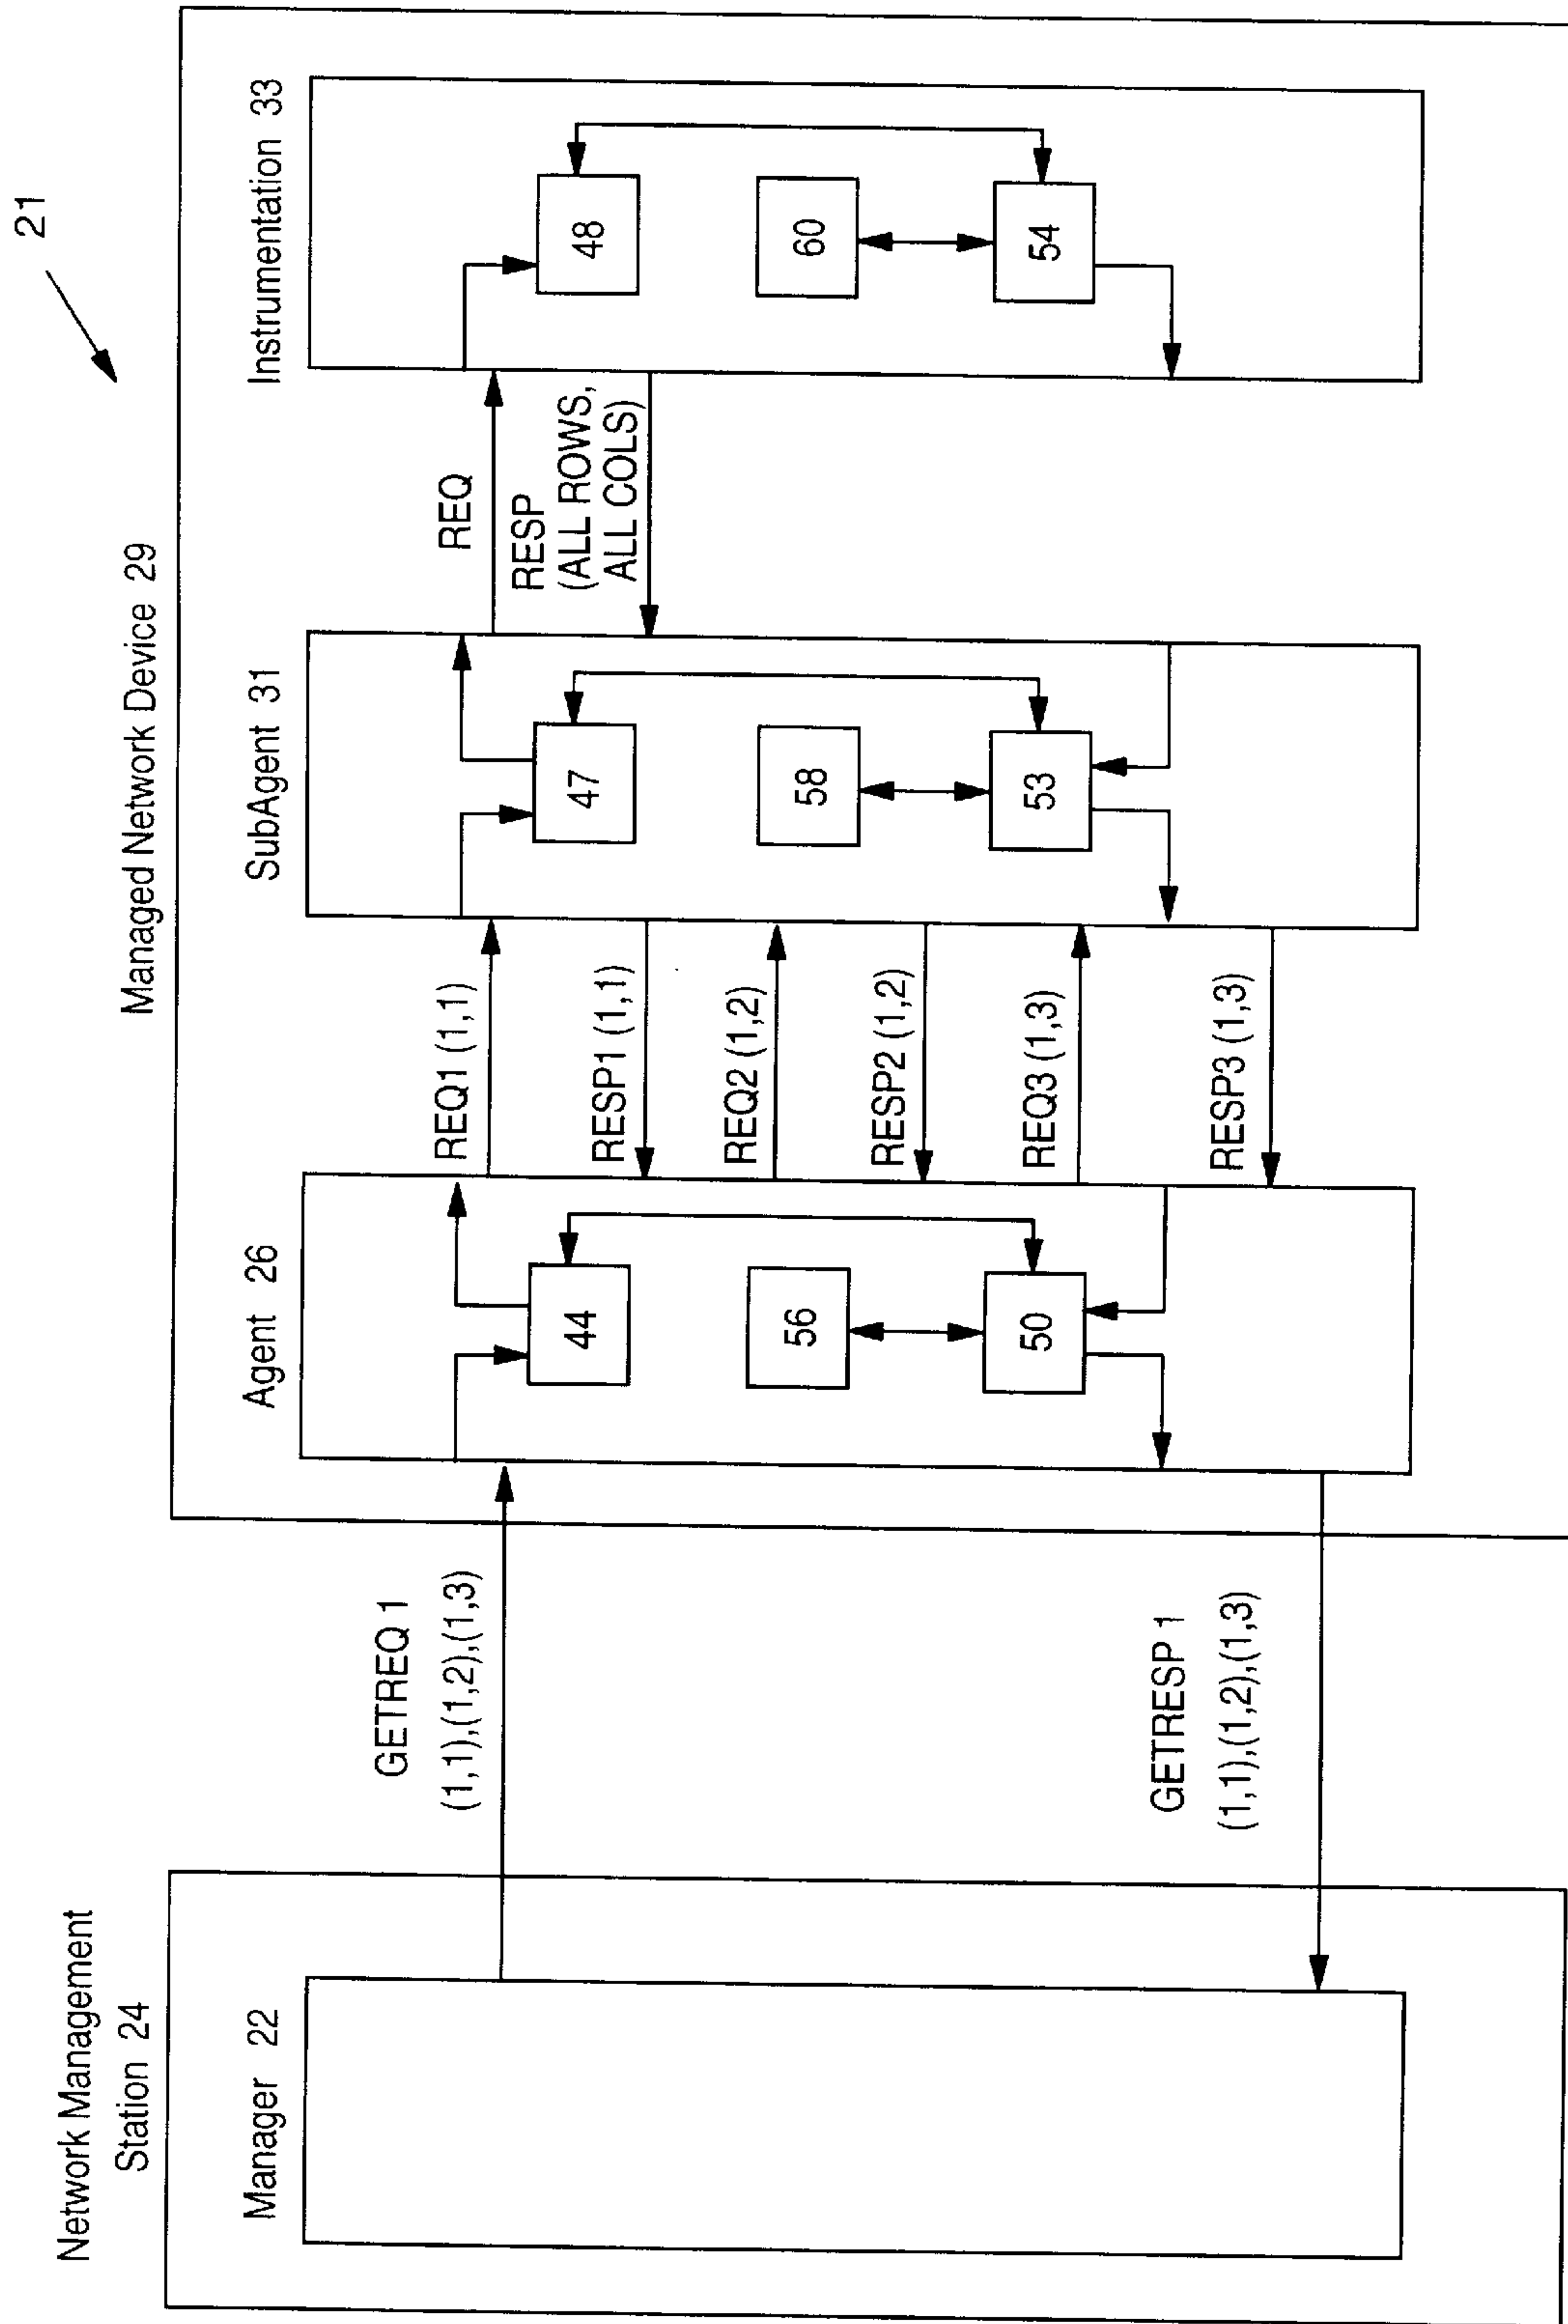 21
Network Management
Station 24
Managed Network Device 29
Manager 22
Agent 26
SubAgent 31
Instrumentation 33
GETREQ 1
(1,1),(1,2),(1,3)
GETRESP 1
(1,1),(1,2),(1,3)
44
56
50
REQ1 (1,1)
RESP1 (1,1)
REQ2 (1,2)
RESP2 (1,2)
REQ3 (1,3)
RESP3 (1,3)
47
58
53
REQ
RESP
(ALL ROWS,
ALL COLS)
48
60
54